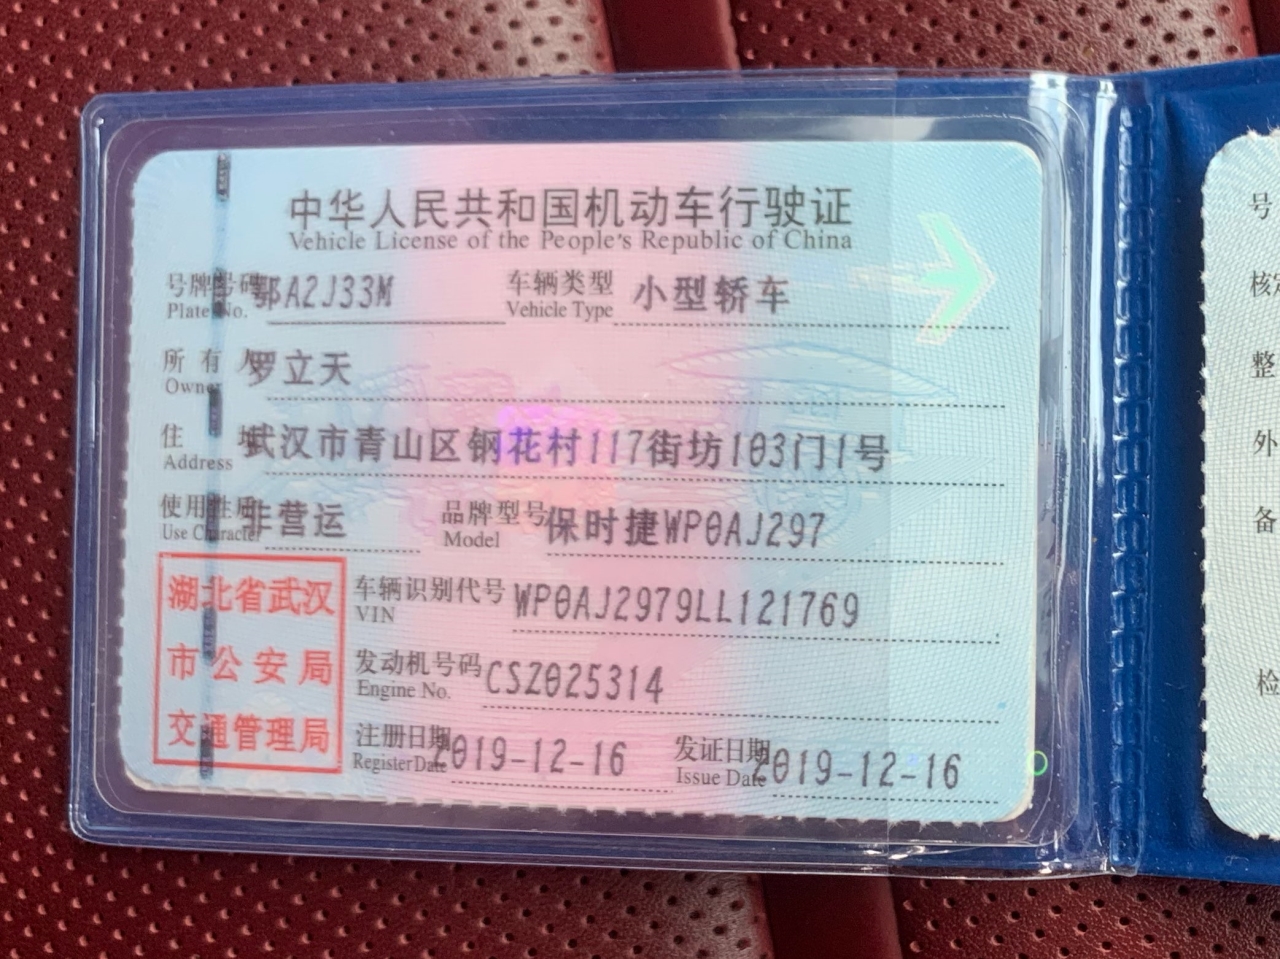 中华人民共和国机动车行驶证
Vehicle License of the People's Republic of China
号牌号码 鄂A2J33M 车辆类型 小型轿车
Plate No. Vehicle Type
所有人 罗立天
Owner
住址 武汉市青山区钢花村117街坊103门1号
Address
使用性质 非营运 品牌型号 保时捷WP0AJ297
Use Character Model
湖北省武汉
市公安局
交通管理局
车辆识别代号 WP0AJ2979LL121769
VIN
发动机号码 CSZ025314
Engine No.
注册日期 2019-12-16 发证日期 2019-12-16
Register Date Issue Date
号
核定
整
外
备
检